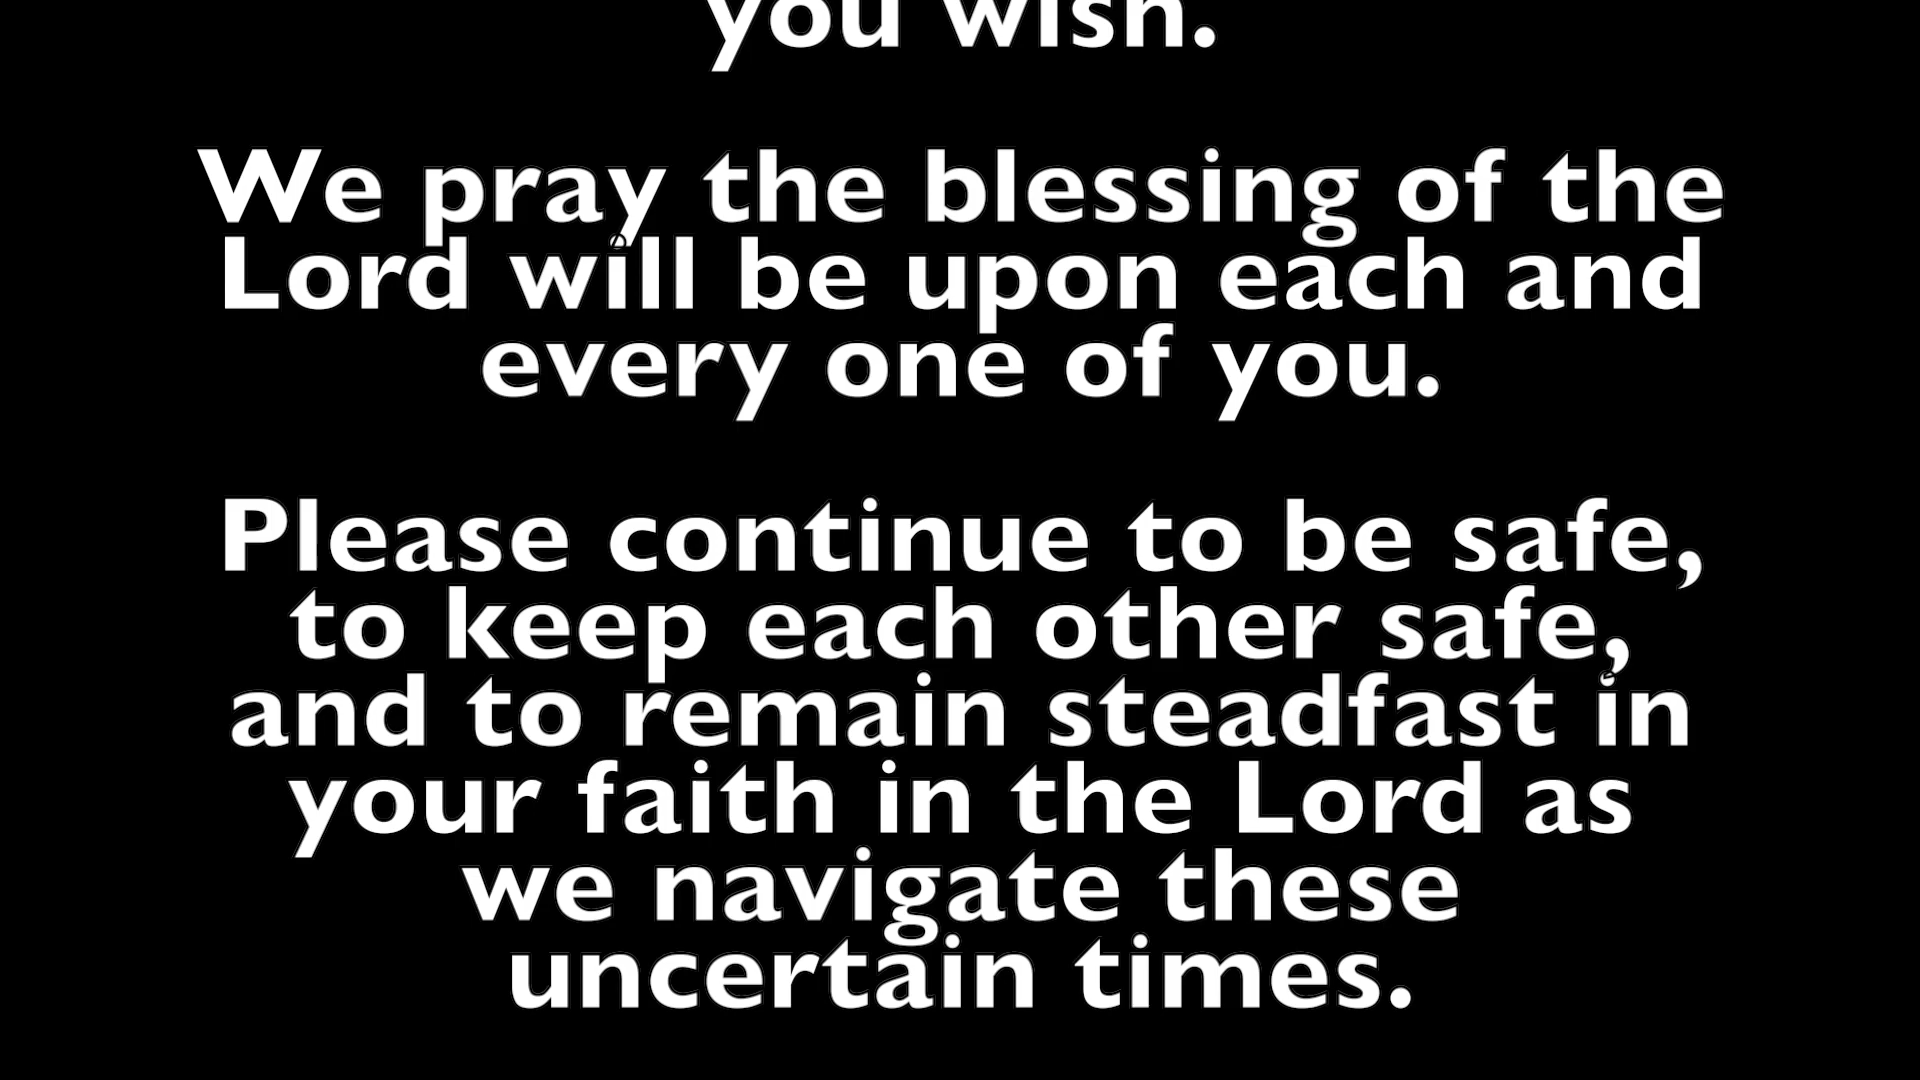 you wish.
We pray the blessing of the
Lord will be upon each and
every one of you.
Please continue to be safe,
to keep each other safe,
and to remain steadfast in
your faith in the Lord as
we navigate these
uncertain times.